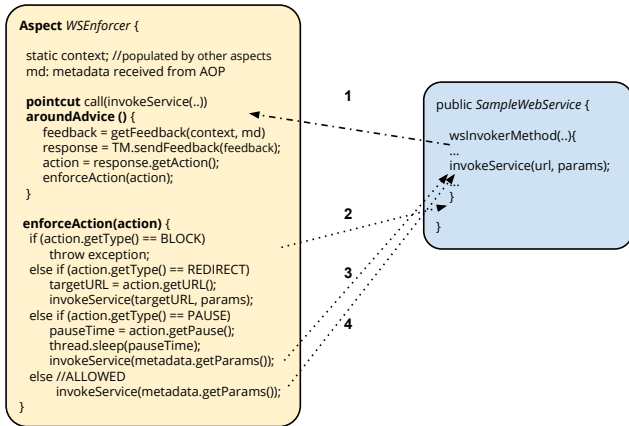 Aspect WSEnforcer {
static context; //populated by other aspects
md: metadata received from AOP
pointcut call(invokeService(..))
aroundAdvice () {
feedback = getFeedback(context, md)
response = TM.sendFeedback(feedback);
action = response.getAction();
enforceAction(action);
}
enforceAction(action) {
if (action.getType() == BLOCK)
throw exception;
else if (action.getType() == REDIRECT)
targetURL = action.getURL();
invokeService(targetURL, params);
else if (action.getType() == PAUSE)
pauseTime = action.getPause();
thread.sleep(pauseTime);
invokeService(metadata.getParams());
else //ALLOWED
invokeService(metadata.getParams());
}
1
2
3
4
public SampleWebService {
wsInvokerMethod(..){
...
invokeService(url, params);
...
}
}